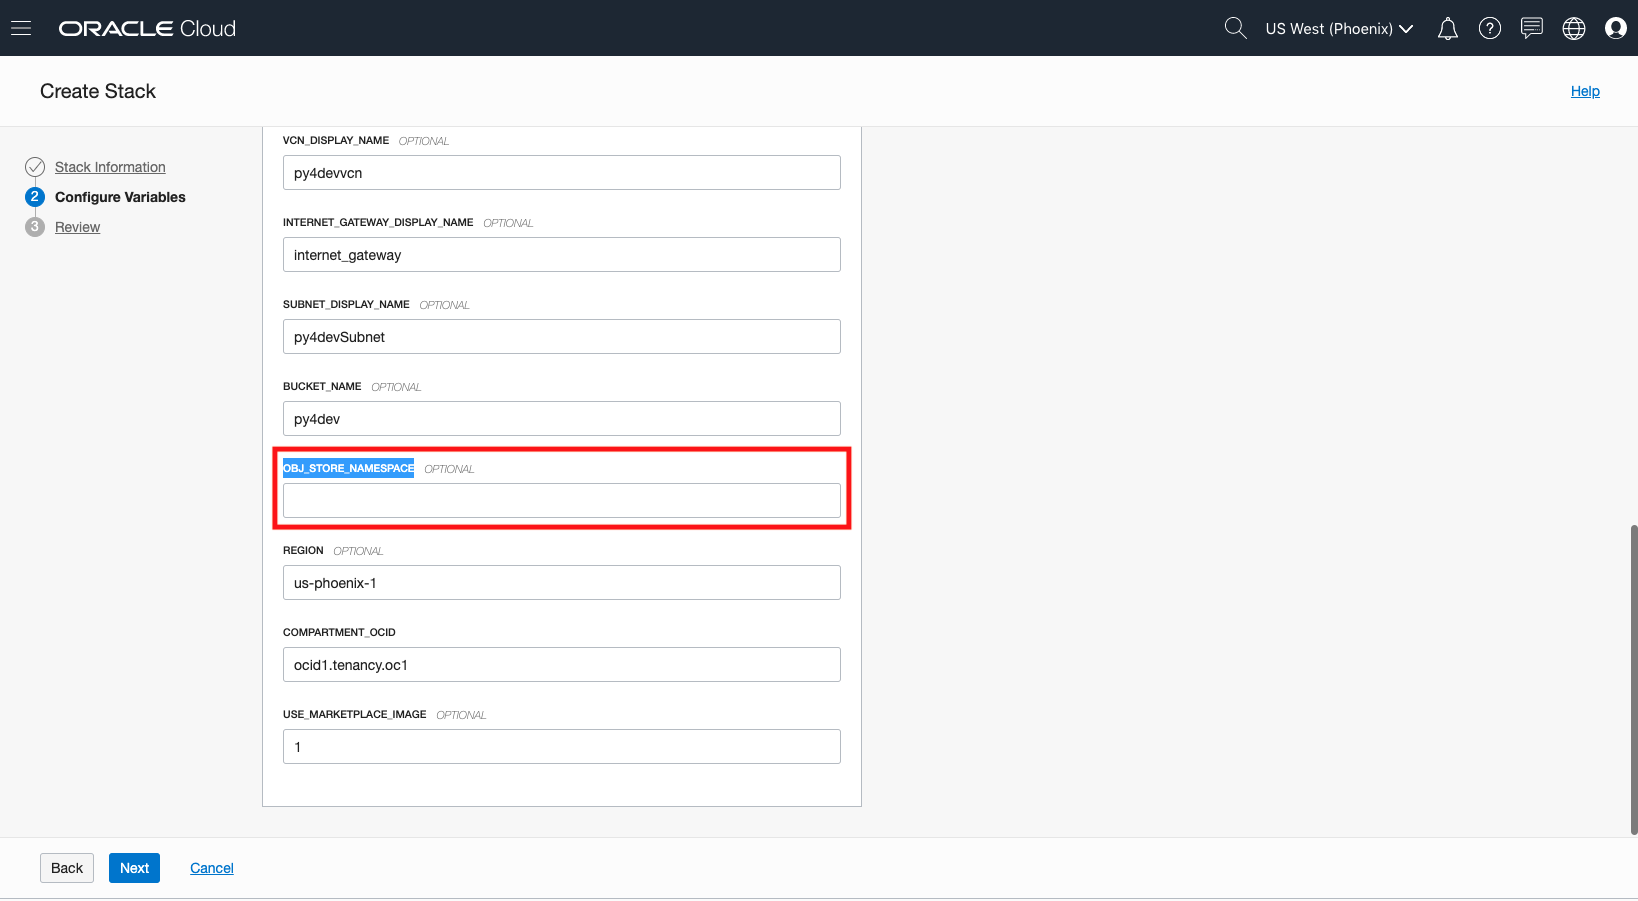 ORACLE Cloud
US West (Phoenix)
Create Stack
Help
Stack Information
2 Configure Variables
3 Review
VCN_DISPLAY_NAME OPTIONAL
py4devvcn
INTERNET_GATEWAY_DISPLAY_NAME OPTIONAL
internet_gateway
SUBNET_DISPLAY_NAME OPTIONAL
py4devSubnet
BUCKET_NAME OPTIONAL
py4dev
OBJ_STORE_NAMESPACE OPTIONAL
REGION OPTIONAL
us-phoenix-1
COMPARTMENT_OCID
ocid1.tenancy.oc1
USE_MARKETPLACE_IMAGE OPTIONAL
1
Back Next Cancel